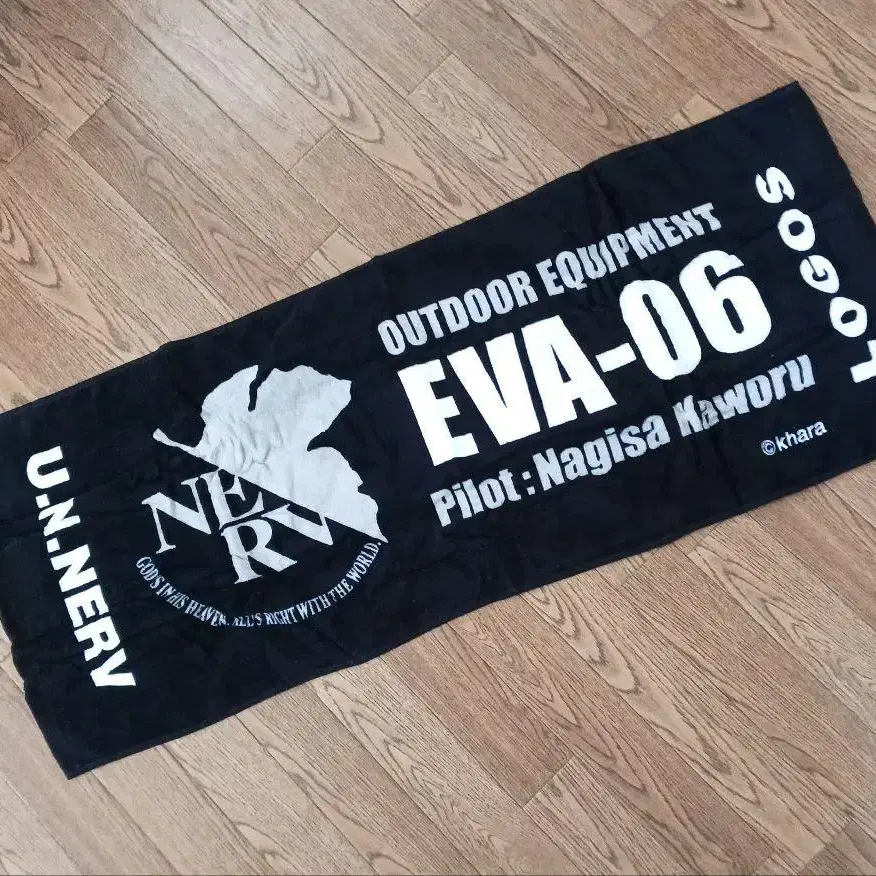 U.N.NERV
NERV
GOD'S IN HIS HEAVEN. ALL'S RIGHT WITH THE WORLD.
OUTDOOR EQUIPMENT
EVA-06
Pilot : Nagisa Kaworu
©khara
LOGOS